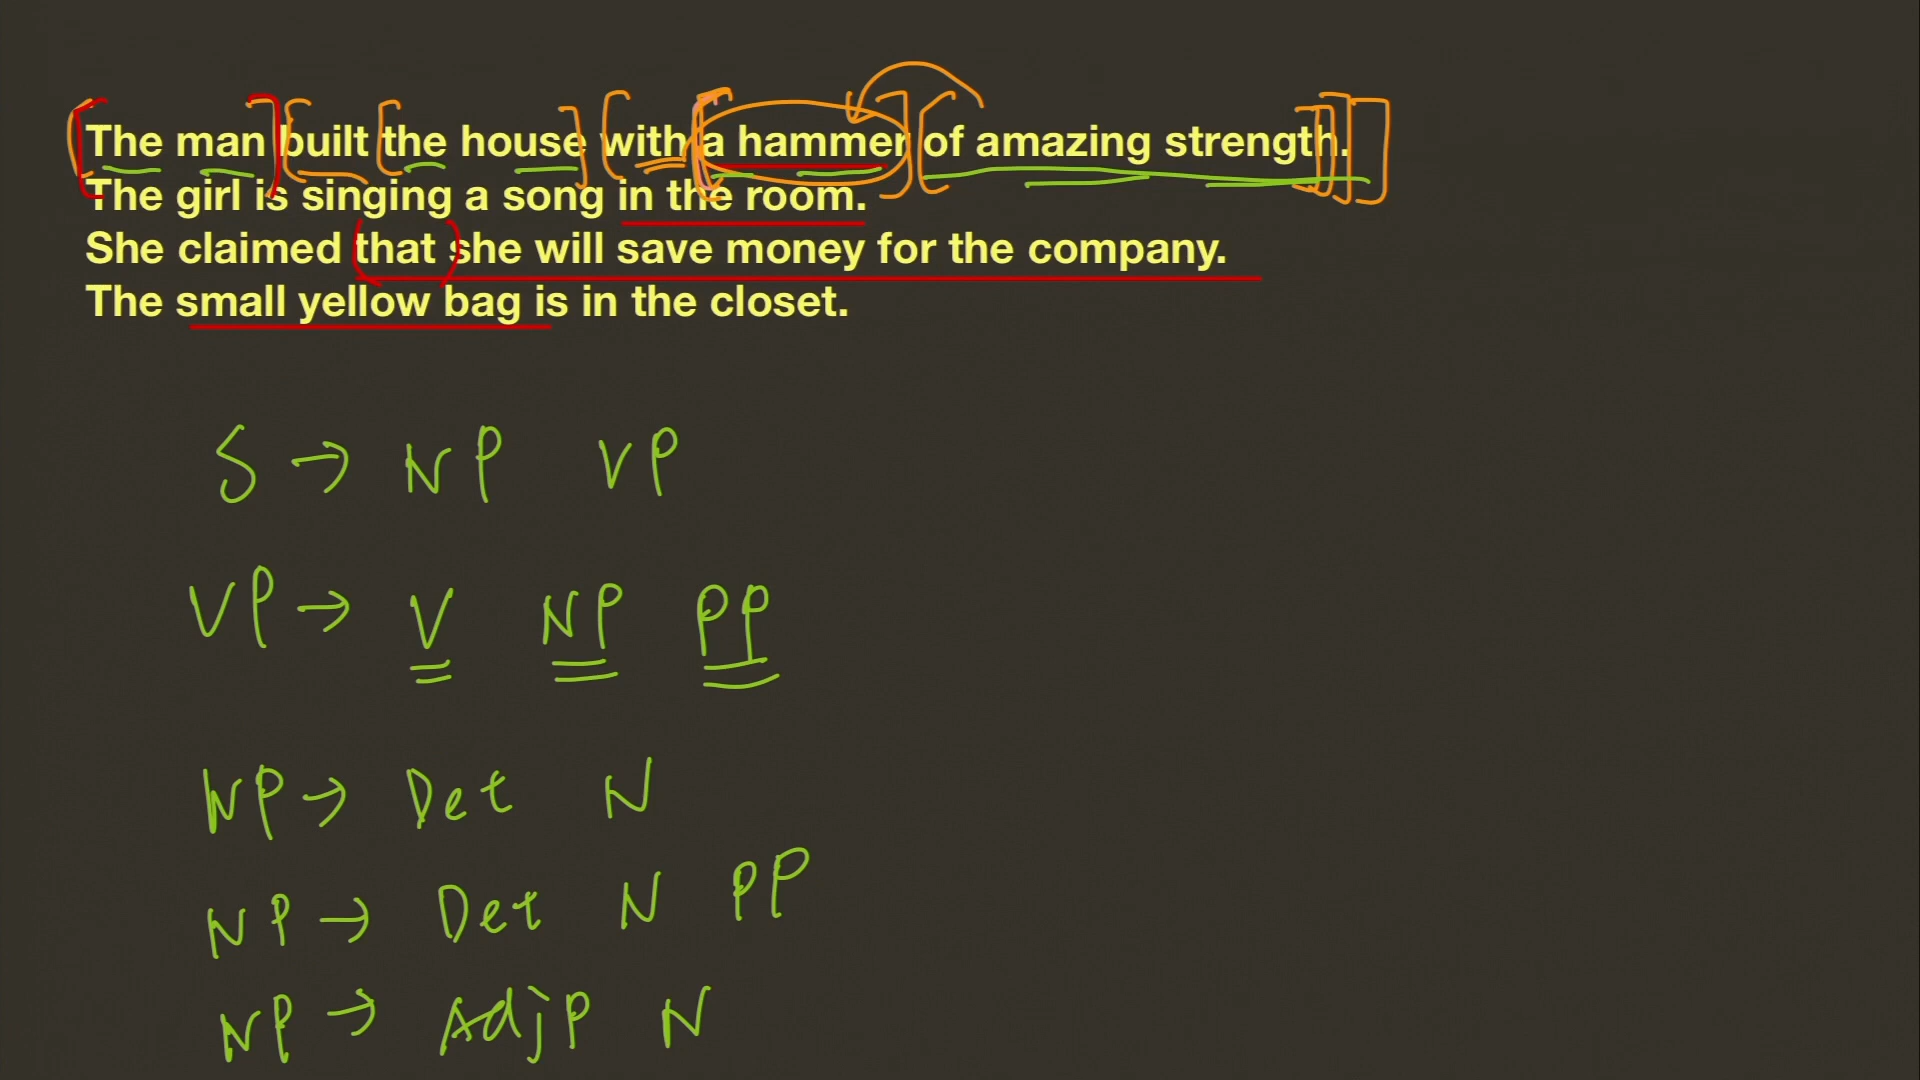 The man built the house with a hammer of amazing strength.
The girl is singing a song in the room.
She claimed that she will save money for the company.
The small yellow bag is in the closet.
S → NP VP
VP → V NP PP
NP → Det N
NP → Det N PP
NP → AdjP N